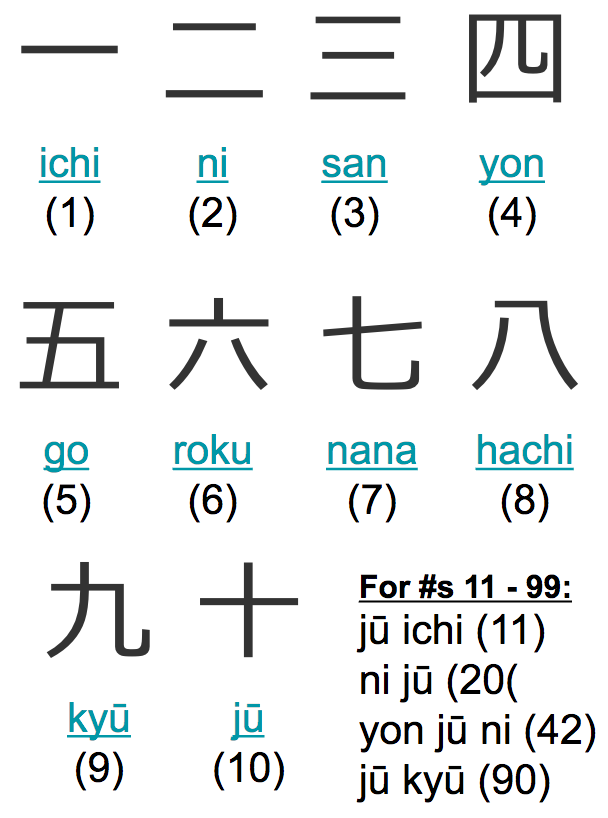 一 二 三 四
ichi ni san yon
(1) (2) (3) (4)
五 六 七 八
go roku nana hachi
(5) (6) (7) (8)
九 十
kyū jū
(9) (10)
For #s 11 - 99:
jū ichi (11)
ni jū (20(
yon jū ni (42)
jū kyū (90)